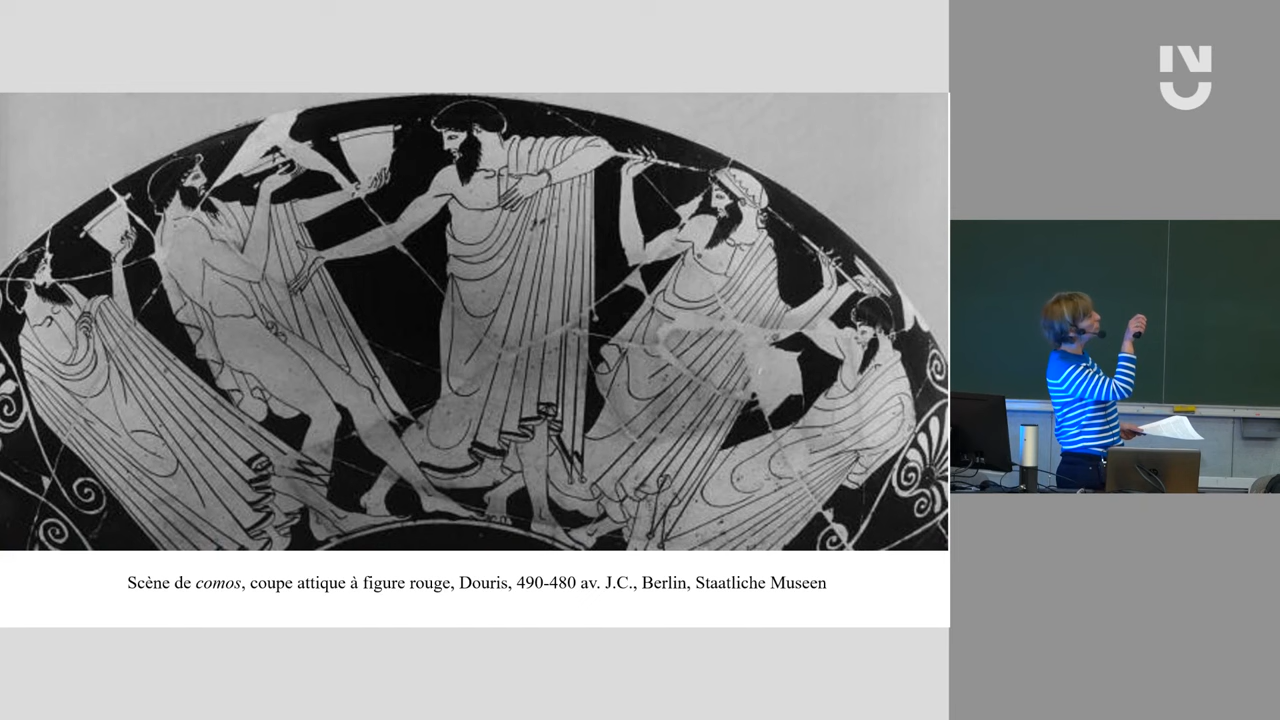 Scène de comos, coupe attique à figure rouge, Douris, 490-480 av. J.C., Berlin, Staatliche Museen